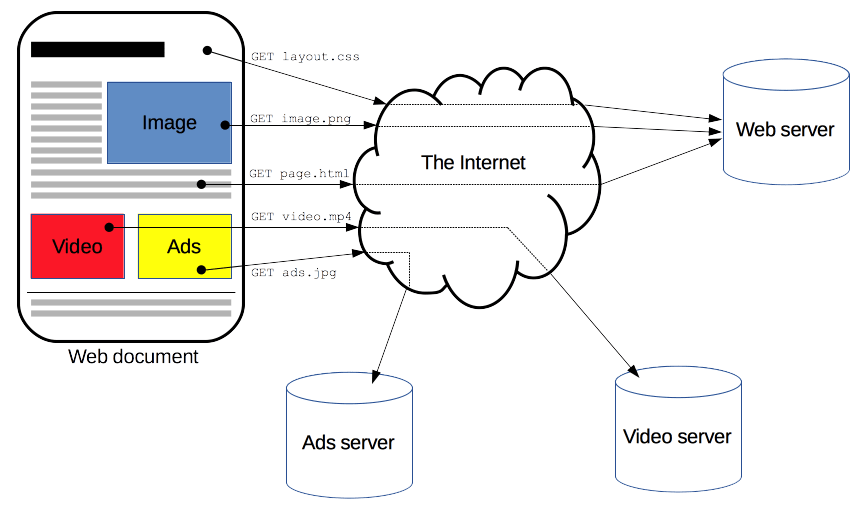 GET layout.css
Image
GET image.png
The Internet
Web server
GET page.html
GET video.mp4
Video
Ads
GET ads.jpg
Web document
Ads server
Video server